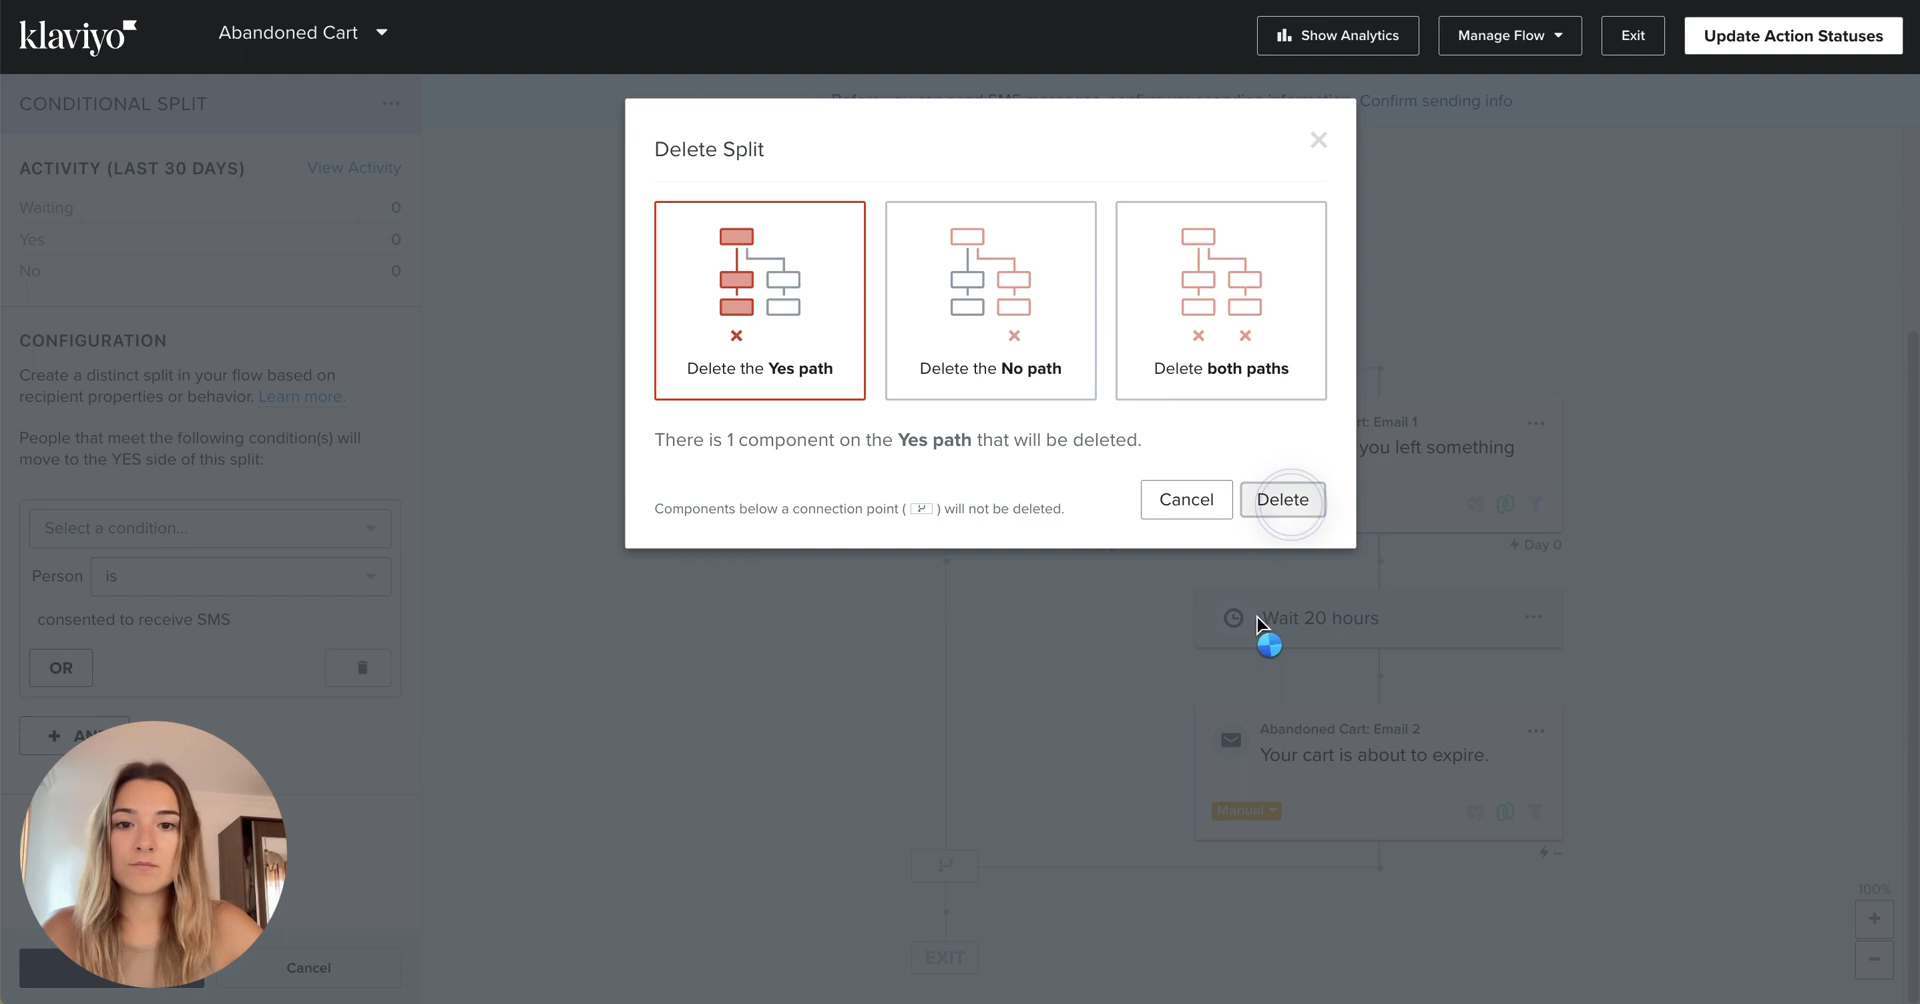 klaviyo
Abandoned Cart
Show Analytics
Manage Flow
Exit
Update Action Statuses
CONDITIONAL SPLIT
Confirm sending info
ACTIVITY (LAST 30 DAYS)
View Activity
Waiting
0
Yes
0
No
0
CONFIGURATION
Create a distinct split in your flow based on
recipient properties or behavior. Learn more.
People that meet the following condition(s) will
move to the YES side of this split:
Select a condition...
Person
is
consented to receive SMS
OR
Cancel
Delete Split
Delete the Yes path
Delete the No path
Delete both paths
There is 1 component on the Yes path that will be deleted.
Components below a connection point ( ) will not be deleted.
Cancel
Delete
Email 1
you left something
Day 0
Wait 20 hours
Abandoned Cart: Email 2
Your cart is about to expire.
Manual
EXIT
100%